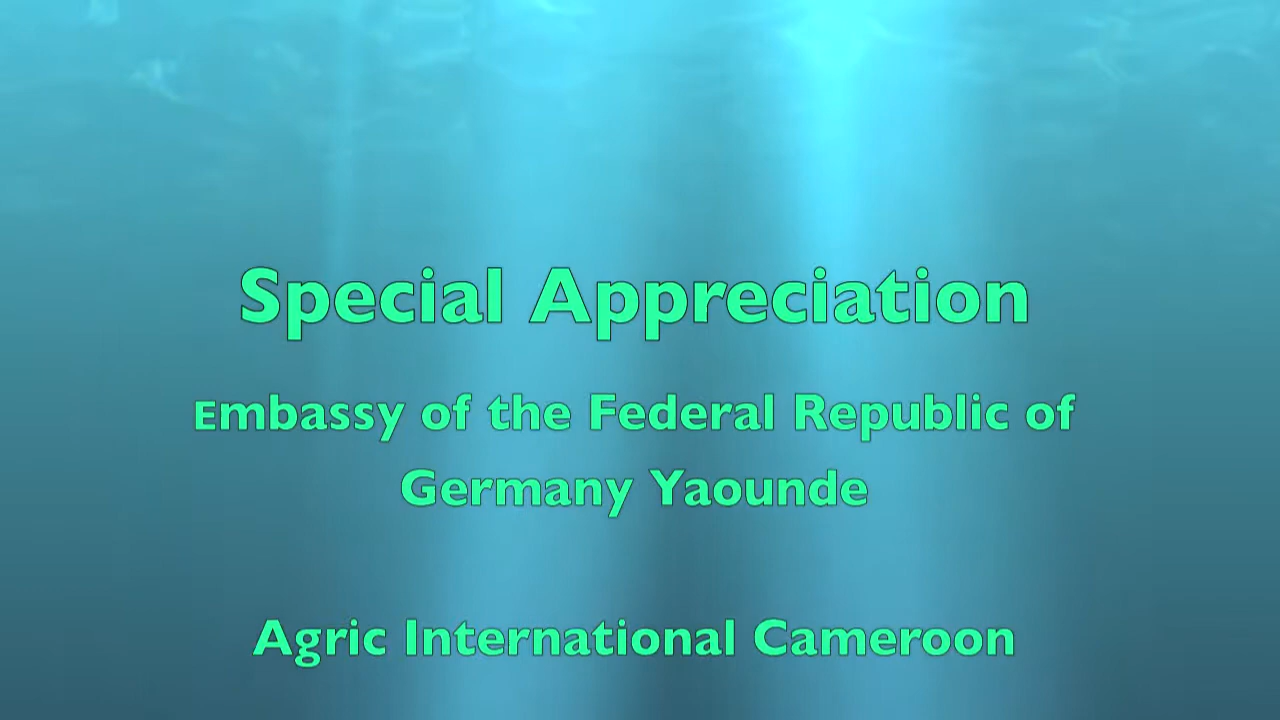 Special Appreciation
Embassy of the Federal Republic of
Germany Yaounde
Agric International Cameroon